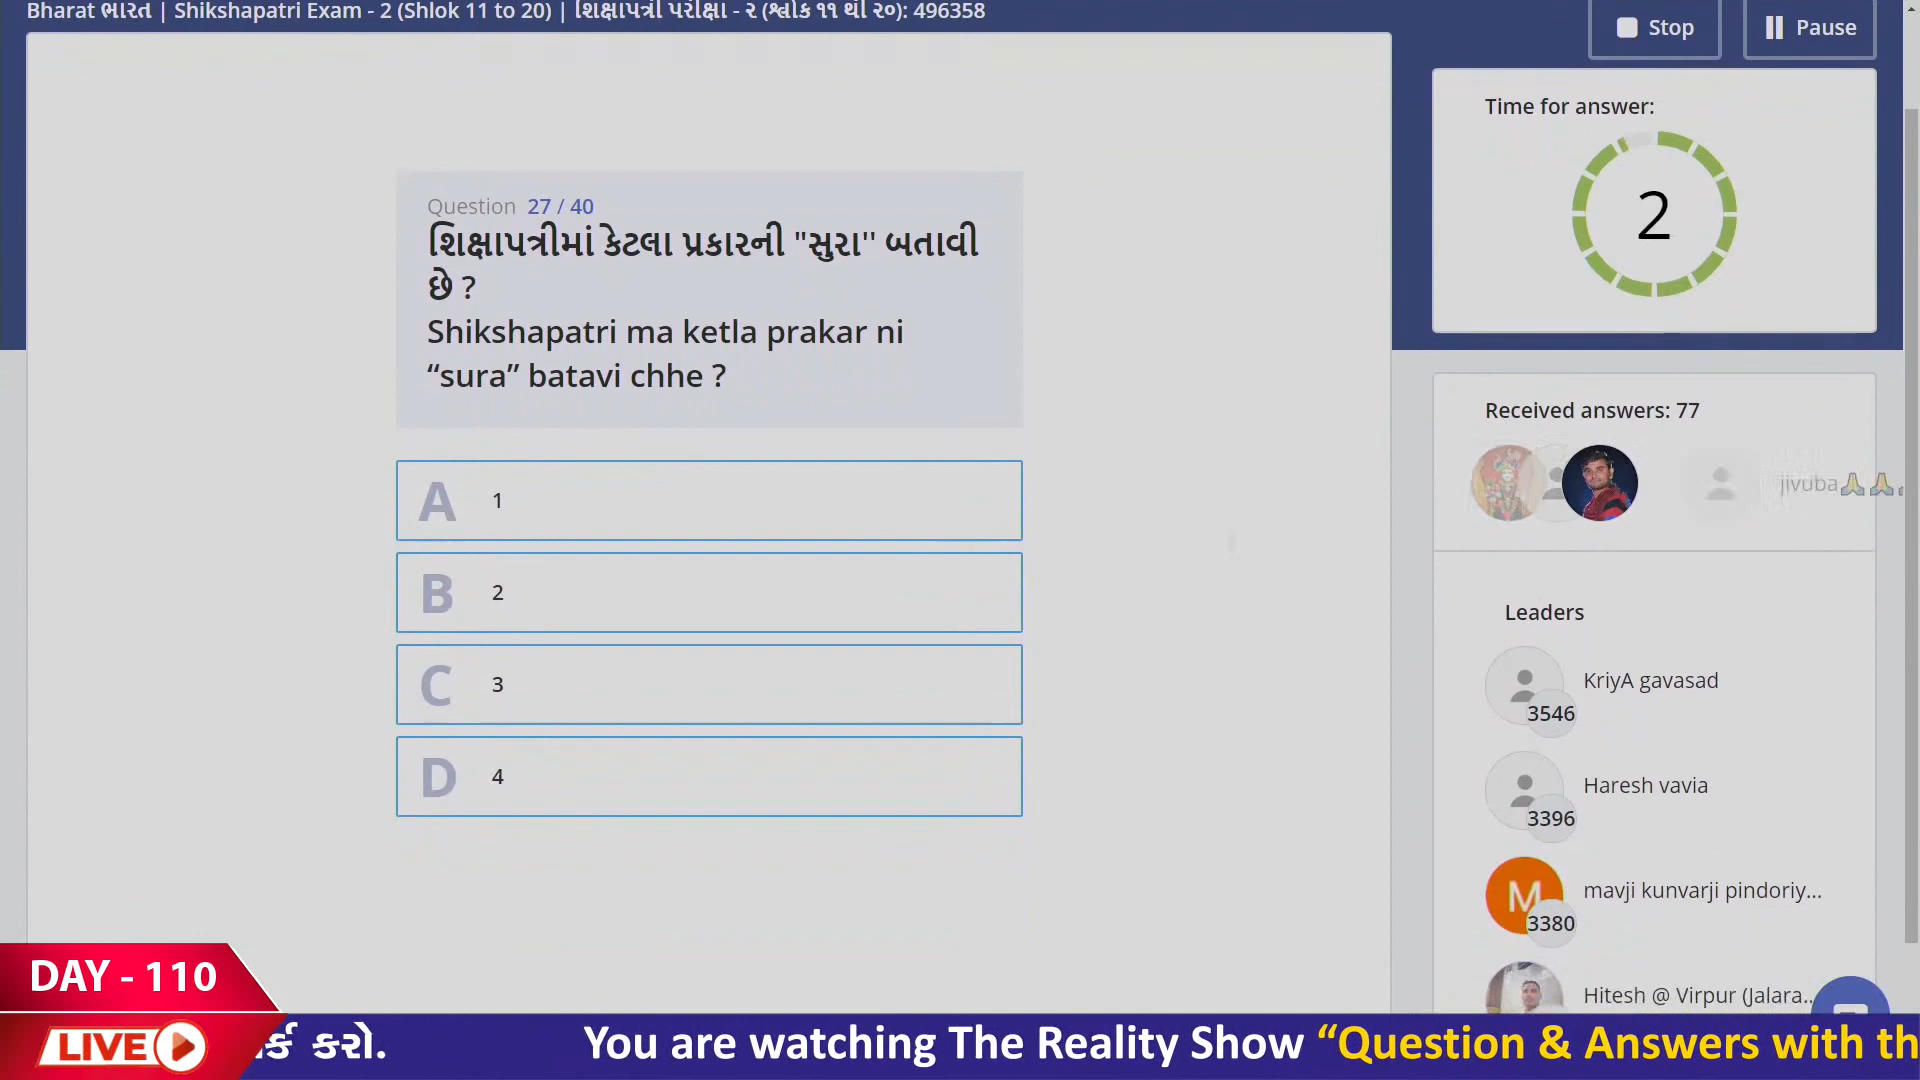 Bharat ભારત | Shikshapatri Exam - 2 (Shlok 11 to 20) | શિક્ષાપત્રી પરીક્ષા - ૨ (શ્લોક ૧૧ થી ૨૦): 496358
Stop
Pause
Time for answer:
2
Question 27 / 40
શિક્ષાપત્રીમાં કેટલા પ્રકારની "સુરા'' બતાવી
છે ?
Shikshapatri ma ketla prakar ni
“sura” batavi chhe ?
A 1
B 2
C 3
D 4
Received answers: 77
jivuba🙏🙏
Leaders
KriyA gavasad
3546
Haresh vavia
3396
M
mavji kunvarji pindoriy...
3380
Hitesh @ Virpur (Jalara...
DAY - 110
LIVE
કરો.
You are watching The Reality Show “Question & Answers with th